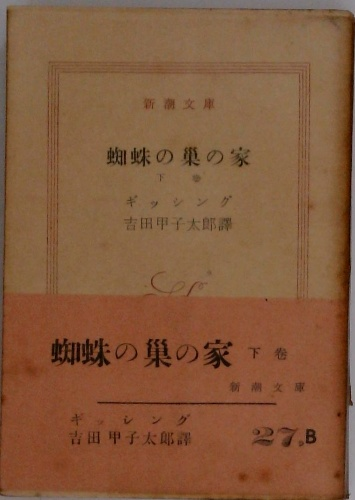 新潮文庫
蜘蛛の巣の家
下巻
ギッシング
吉田甲子太郎譯
蜘蛛の巣の家 下巻
新潮文庫
ギッシング
吉田甲子太郎譯
27B